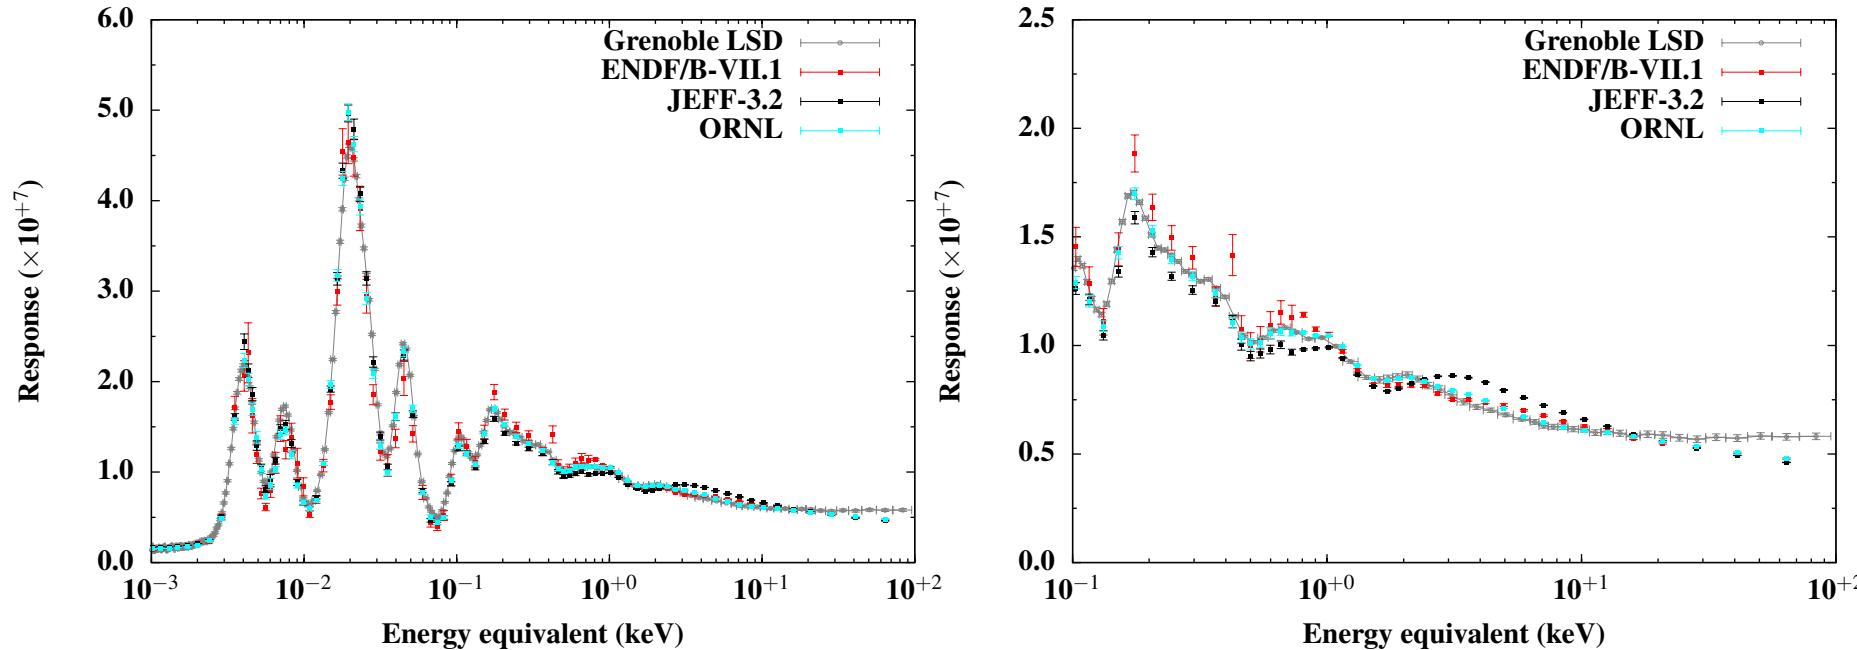 6.0
5.0
4.0
3.0
2.0
1.0
0.0
Response (×10⁺⁷)
Grenoble LSD
ENDF/B-VII.1
JEFF-3.2
ORNL
10⁻³ 10⁻² 10⁻¹ 10⁺⁰ 10⁺¹ 10⁺²
Energy equivalent (keV)
2.5
2.0
1.5
1.0
0.5
0.0
Response (×10⁺⁷)
Grenoble LSD
ENDF/B-VII.1
JEFF-3.2
ORNL
10⁻¹ 10⁺⁰ 10⁺¹ 10⁺²
Energy equivalent (keV)